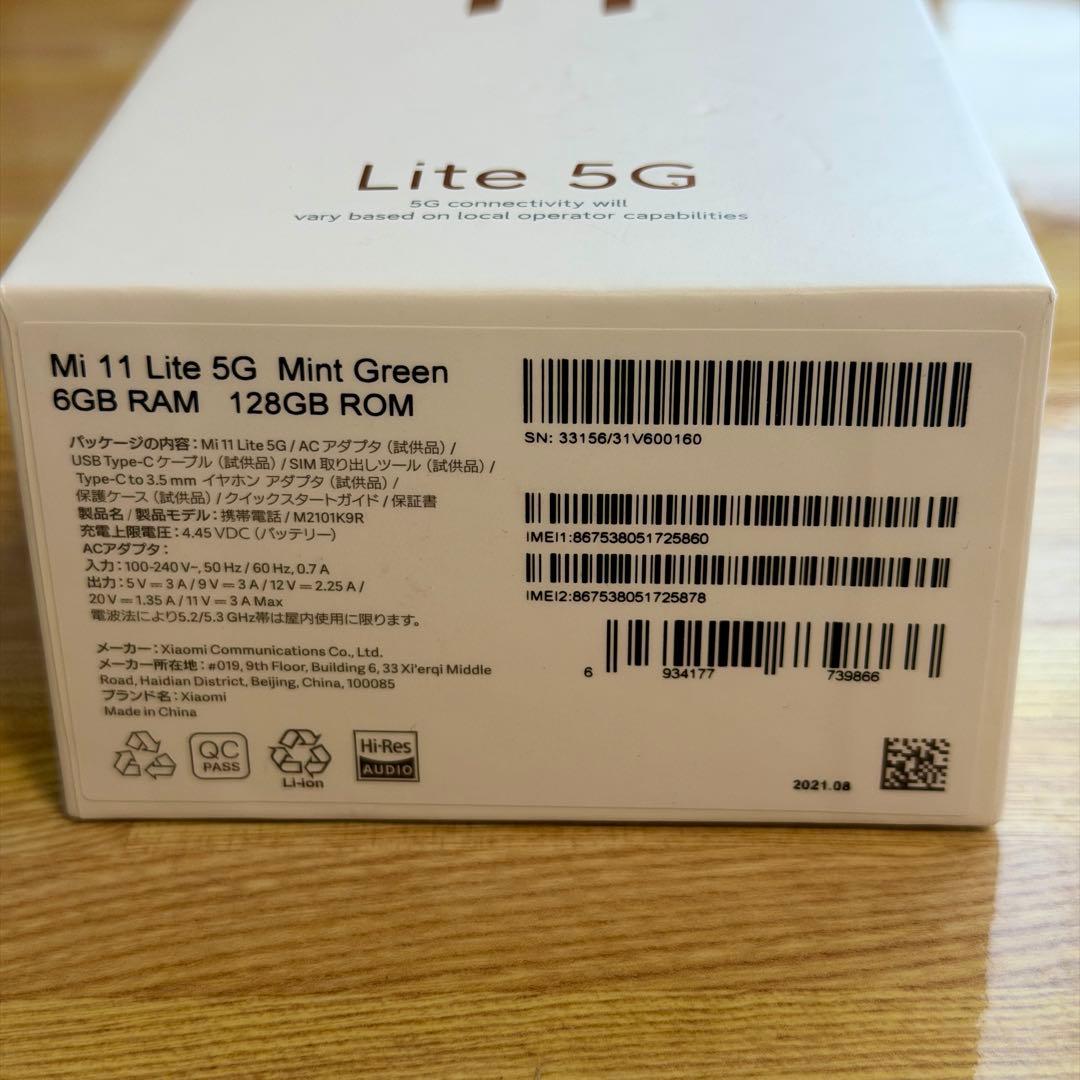 11
Lite 5G
5G connectivity will
vary based on local operator capabilities
Mi 11 Lite 5G Mint Green
6GB RAM 128GB ROM
パッケージの内容：Mi 11 Lite 5G / AC アダプタ（試供品）/
USB Type-C ケーブル（試供品）/ SIM 取り出しツール（試供品）/
Type-C to 3.5 mm イヤホン アダプタ（試供品）/
保護ケース（試供品）/ クイックスタートガイド / 保証書
製品名 / 製品モデル：携帯電話 / M2101K9R
充電上限電圧：4.45 VDC（バッテリー）
ACアダプタ：
入力：100-240 V~, 50 Hz / 60 Hz, 0.7 A
出力：5 V⎓3 A / 9 V⎓3 A / 12 V⎓2.25 A /
20 V⎓1.35 A / 11 V⎓3 A Max
電波法により5.2/5.3 GHz帯は屋内使用に限ります。
メーカー：Xiaomi Communications Co., Ltd.
メーカー所在地：#019, 9th Floor, Building 6, 33 Xi'erqi Middle
Road, Haidian District, Beijing, China, 100085
ブランド名：Xiaomi
Made in China
QC
PASS
Li-ion
Hi-Res
AUDIO
SN: 33156/31V600160
IMEI1:867538051725860
IMEI2:867538051725878
6 934177 739866
2021.08